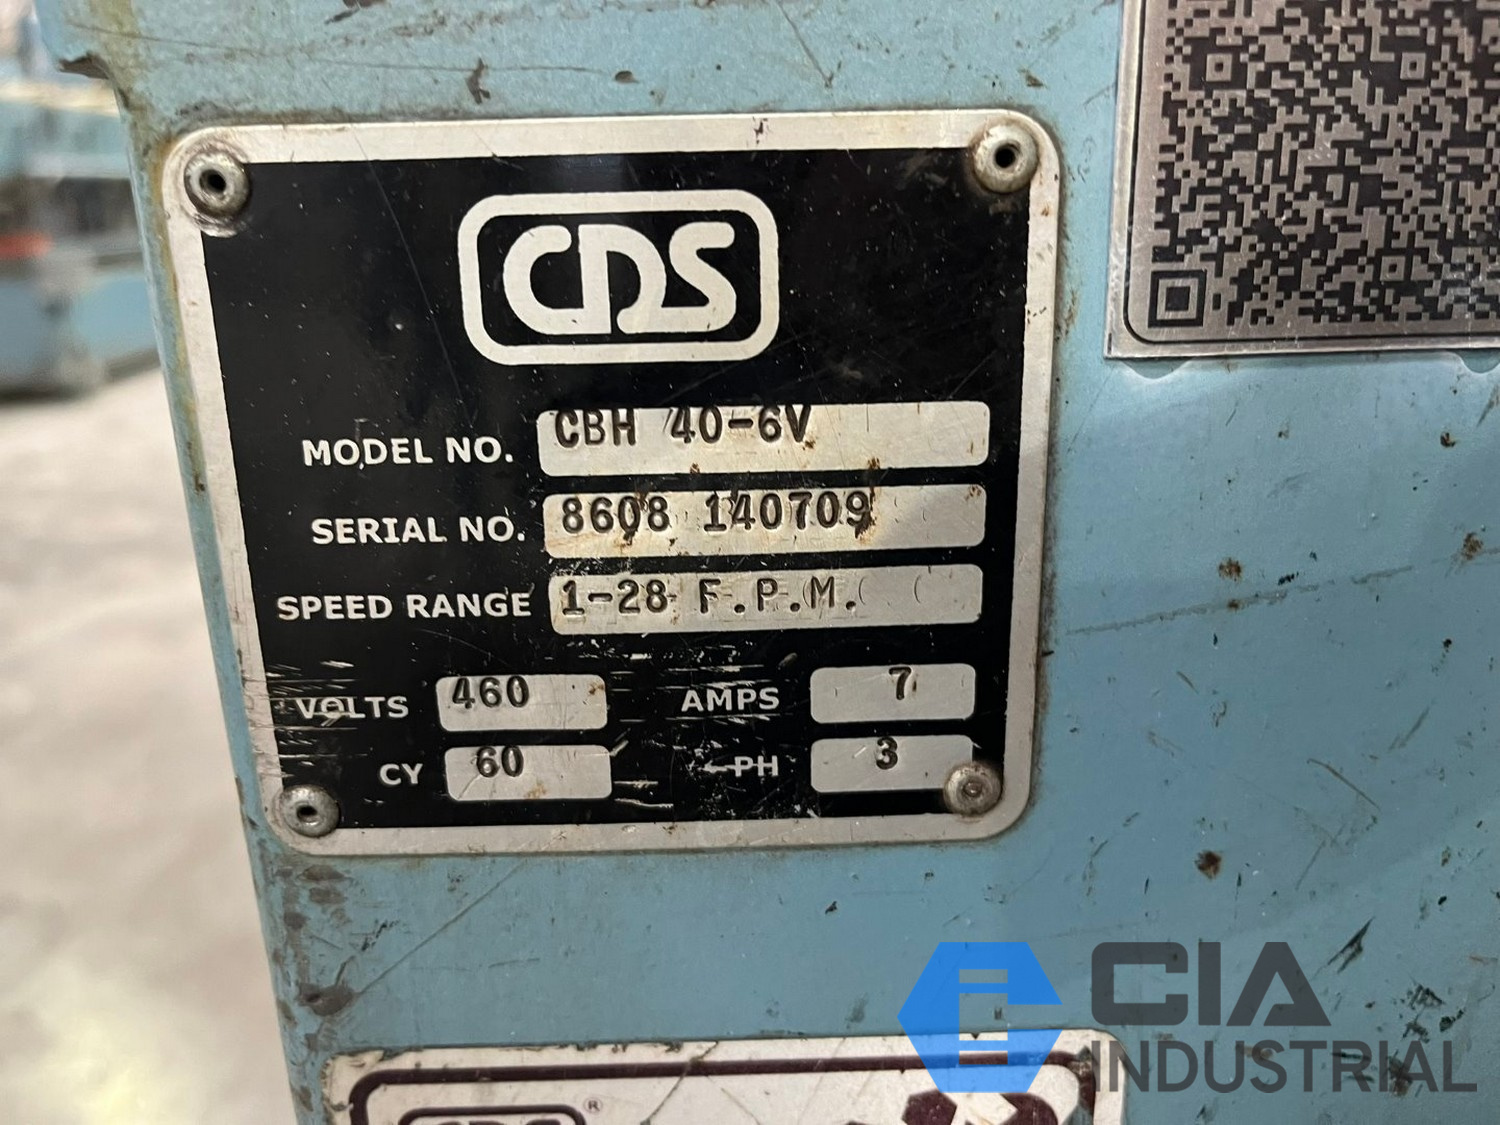 CDS
MODEL NO. CBH 40-6V
SERIAL NO. 8608 140709
SPEED RANGE 1-28 F.P.M.
VOLTS 460 AMPS 7
CY 60 PH 3
CIA
INDUSTRIAL
CDS ®